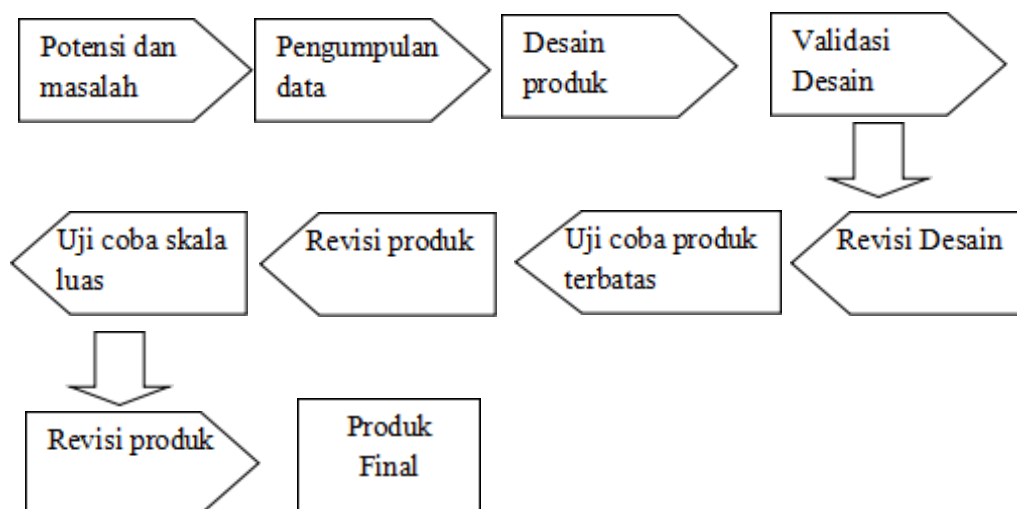 Potensi dan
masalah
Pengumpulan
data
Desain
produk
Validasi
Desain
Revisi Desain
Uji coba produk
terbatas
Revisi produk
Uji coba skala
luas
Revisi produk
Produk
Final